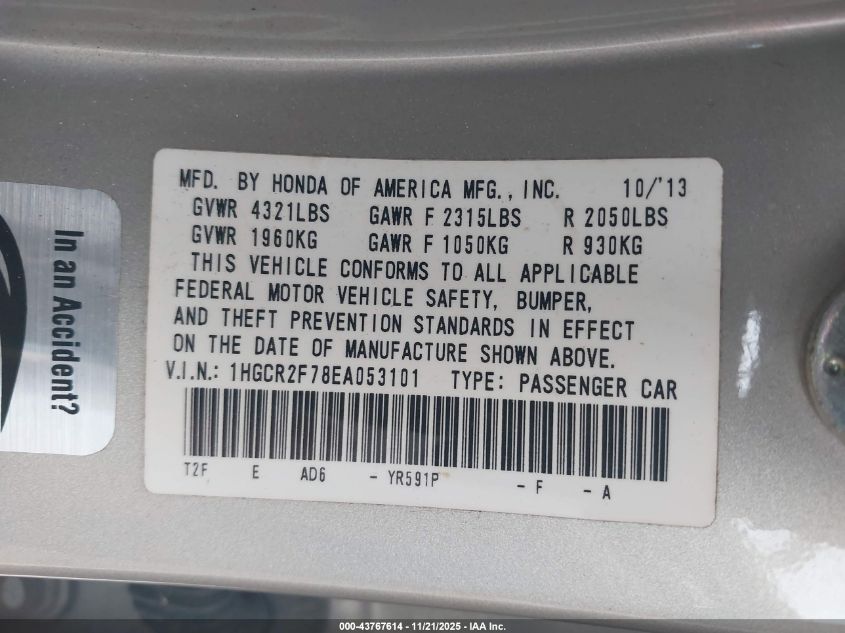 MFD. BY HONDA OF AMERICA MFG., INC. 10/'13
GVWR 4321LBS GAWR F 2315LBS R 2050LBS
GVWR 1960KG GAWR F 1050KG R 930KG
THIS VEHICLE CONFORMS TO ALL APPLICABLE
FEDERAL MOTOR VEHICLE SAFETY, BUMPER,
AND THEFT PREVENTION STANDARDS IN EFFECT
ON THE DATE OF MANUFACTURE SHOWN ABOVE.
V.I.N.: 1HGCR2F78EA053101 TYPE: PASSENGER CAR
T2F E AD6 - YR591P - F - A
In an Accident?
000-43767614 - 11/21/2025 - IAA Inc.